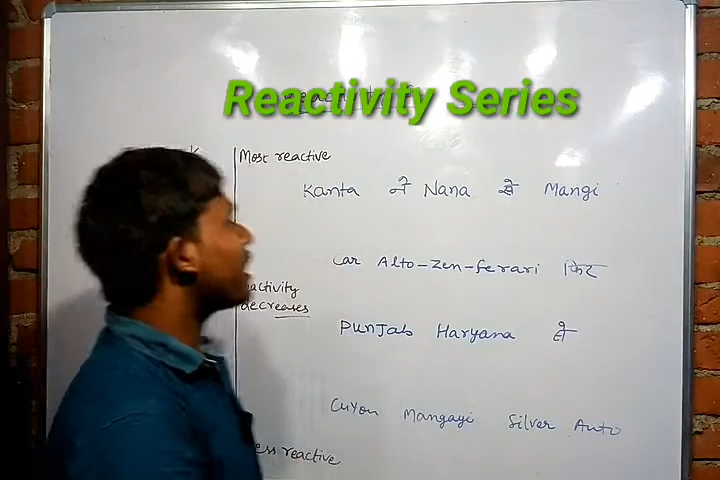 Reactivity Series
K
Most reactive
Kanta ने Nana से Mangi
Car Alto-Zen-ferari फिर
eactivity
decreases
Punjab Haryana से
Cuyon Mangayi Silver Auto
ess reactive